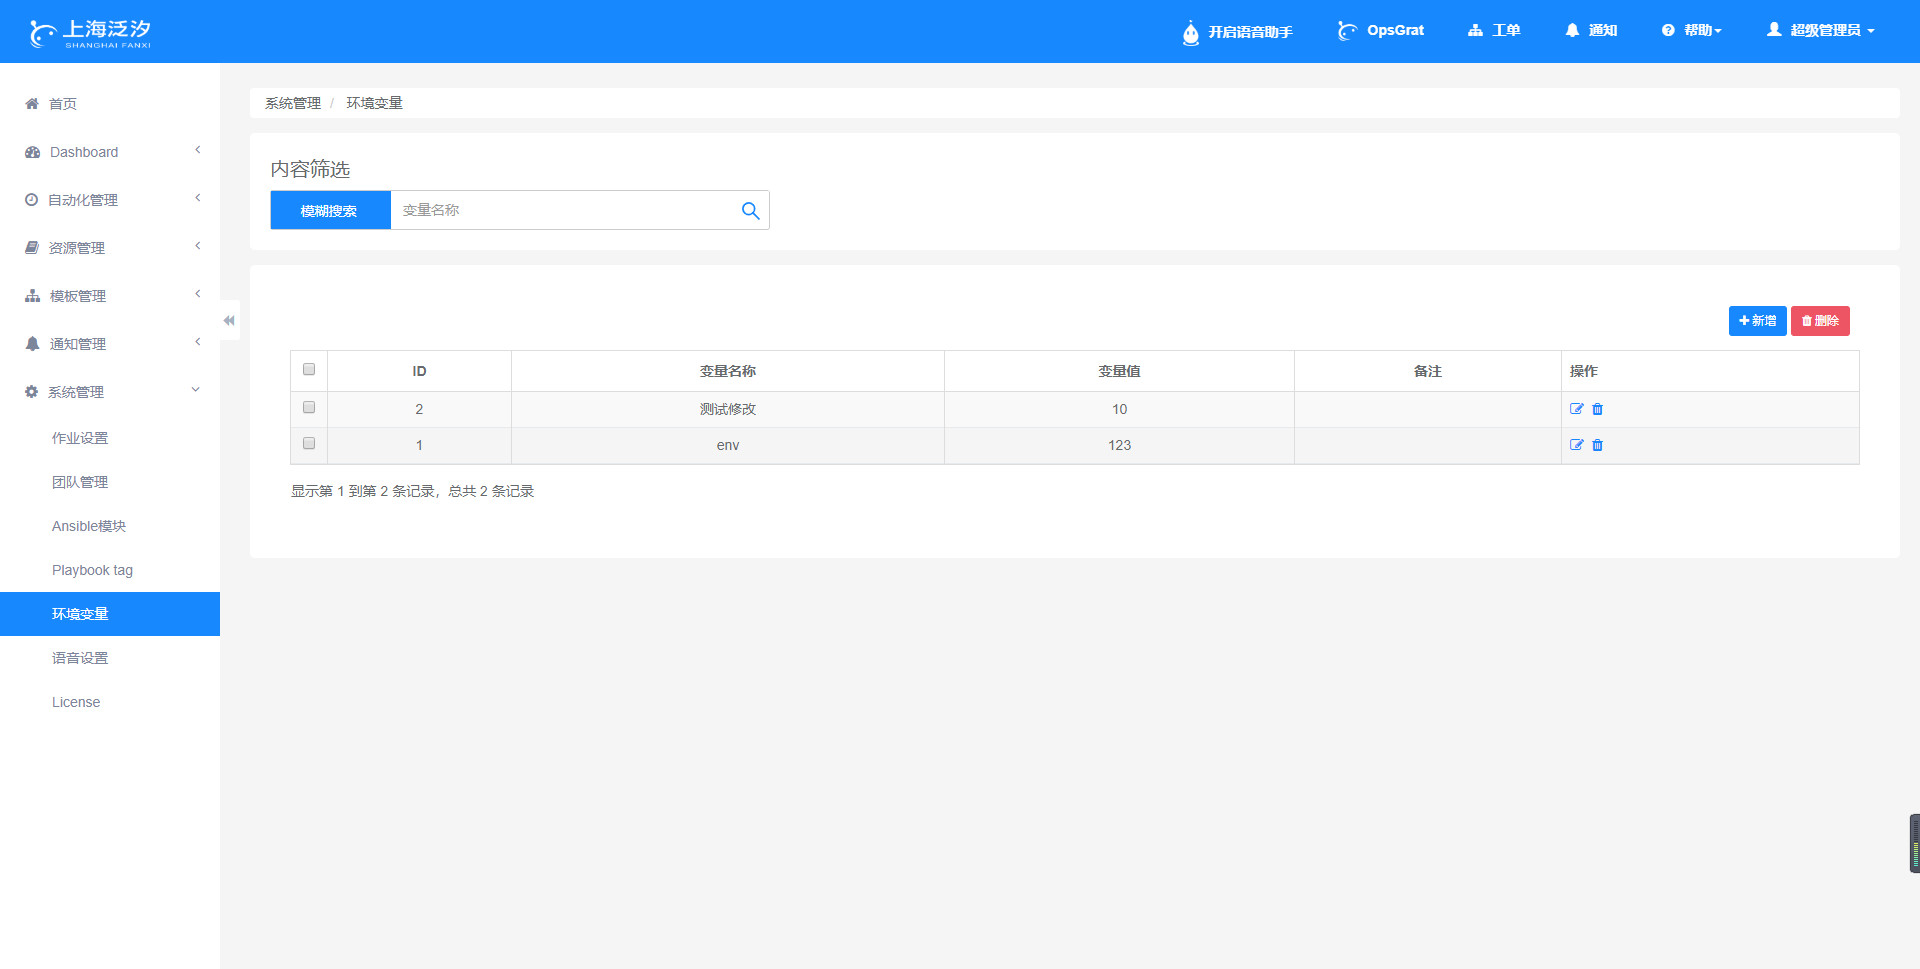 上海泛汐
SHANGHAI FANXI
开启语音助手
OpsGrat
工单
通知
帮助
超级管理员
首页
Dashboard
自动化管理
资源管理
模板管理
通知管理
系统管理
作业设置
团队管理
Ansible模块
Playbook tag
环境变量
语音设置
License
系统管理 / 环境变量
内容筛选
模糊搜索 变量名称
新增 删除
ID 变量名称 变量值 备注 操作
2 测试修改 10
1 env 123
显示第 1 到第 2 条记录，总共 2 条记录